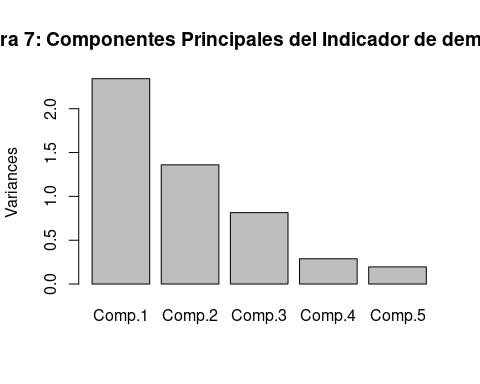 ra 7: Componentes Principales del Indicador de dem
Variances
2.0
1.5
1.0
0.5
0.0
Comp.1 Comp.2 Comp.3 Comp.4 Comp.5